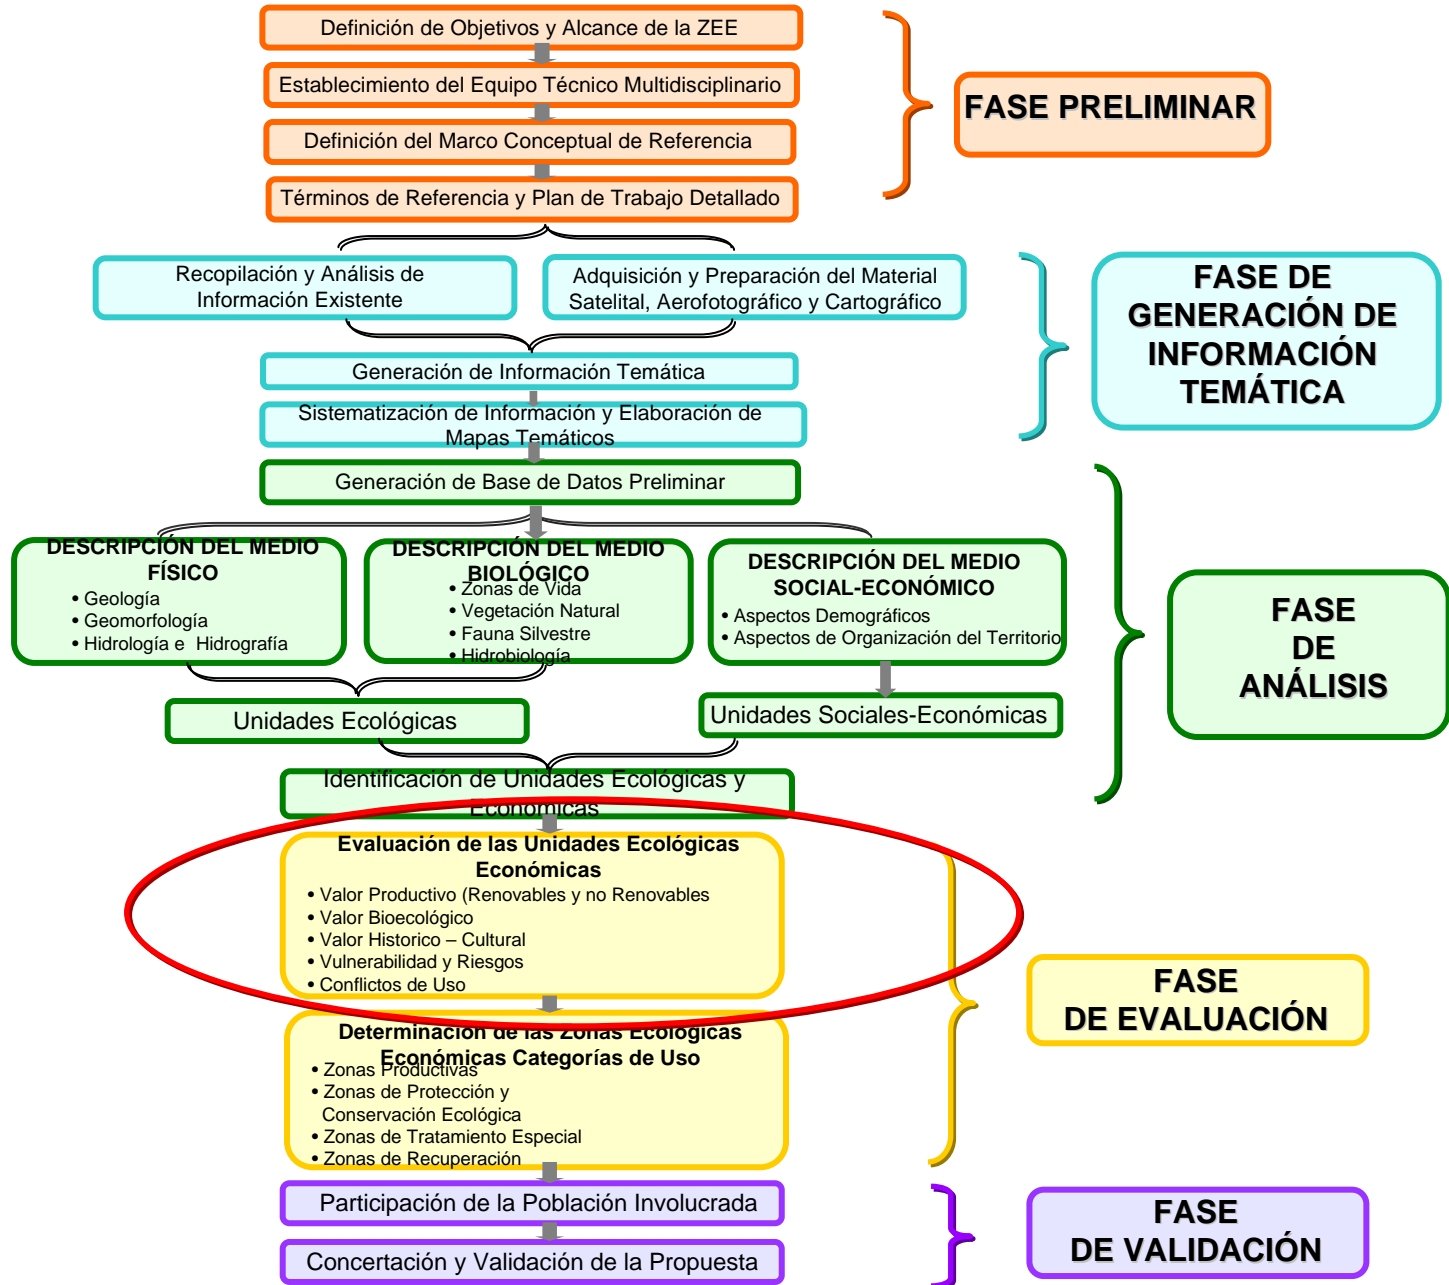 Definición de Objetivos y Alcance de la ZEE
Establecimiento del Equipo Técnico Multidisciplinario
Definición del Marco Conceptual de Referencia
Términos de Referencia y Plan de Trabajo Detallado
FASE PRELIMINAR
Recopilación y Análisis de
Información Existente
Adquisición y Preparación del Material
Satelital, Aerofotográfico y Cartográfico
Generación de Información Temática
Sistematización de Información y Elaboración de
Mapas Temáticos
FASE DE
GENERACIÓN DE
INFORMACIÓN
TEMÁTICA
Generación de Base de Datos Preliminar
DESCRIPCIÓN DEL MEDIO
FÍSICO
• Geología
• Geomorfología
• Hidrología e Hidrografía
DESCRIPCIÓN DEL MEDIO
BIOLÓGICO
• Zonas de Vida
• Vegetación Natural
• Fauna Silvestre
• Hidrobiología
DESCRIPCIÓN DEL MEDIO
SOCIAL-ECONÓMICO
• Aspectos Demográficos
• Aspectos de Organización del Territorio
Unidades Ecológicas
Unidades Sociales-Económicas
Identificación de Unidades Ecológicas y
Económicas
FASE
DE
ANÁLISIS
Evaluación de las Unidades Ecológicas
Económicas
• Valor Productivo (Renovables y no Renovables
• Valor Bioecológico
• Valor Historico – Cultural
• Vulnerabilidad y Riesgos
• Conflictos de Uso
Determinación de las Zonas Ecológicas
Económicas Categorías de Uso
• Zonas Productivas
• Zonas de Protección y
Conservación Ecológica
• Zonas de Tratamiento Especial
• Zonas de Recuperación
FASE
DE EVALUACIÓN
Participación de la Población Involucrada
Concertación y Validación de la Propuesta
FASE
DE VALIDACIÓN